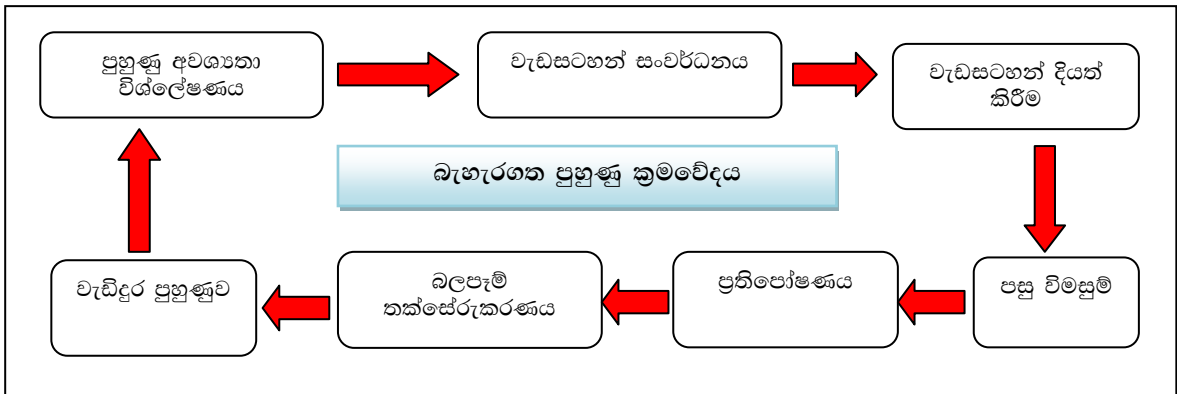 පුහුණු අවශ්‍යතා
විශ්ලේෂණය
වැඩසටහන් සංවර්ධනය
වැඩසටහන් දියත්
කිරීම
බැහැරගත පුහුණු ක්‍රමවේදය
වැඩිදුර පුහුණුව
බලපෑම්
තක්සේරුකරණය
ප්‍රතිපෝෂණය
පසු විමසුම්